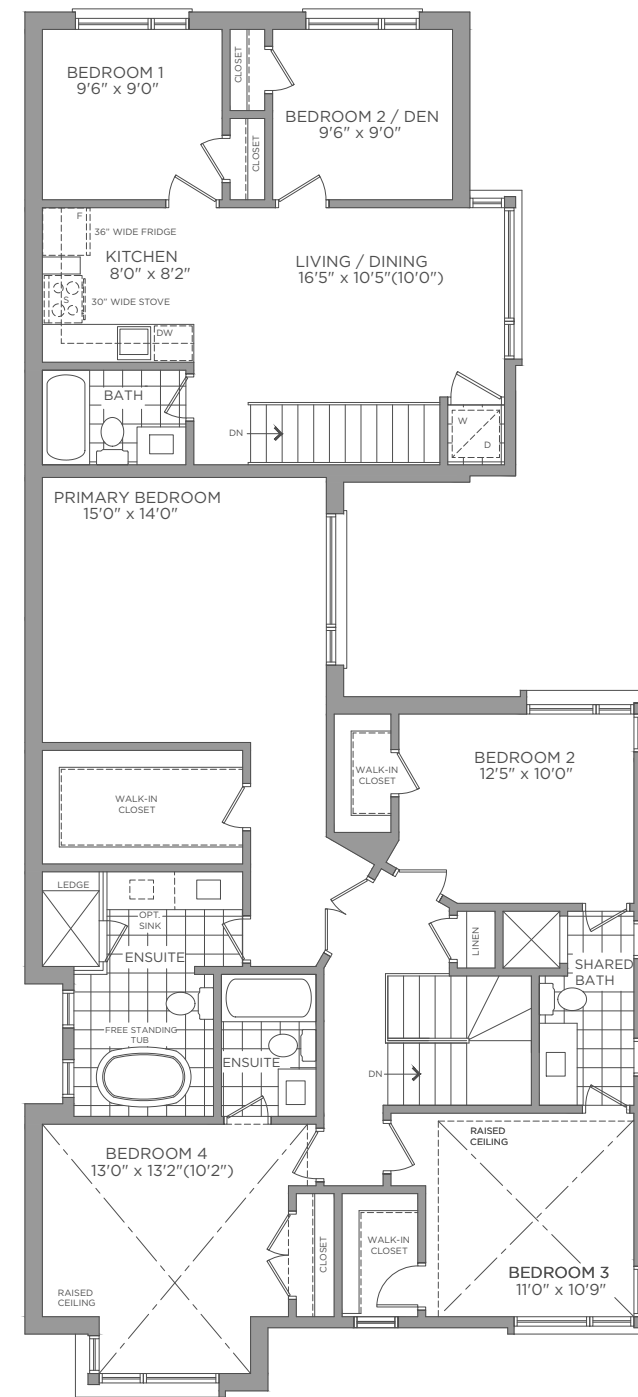 BEDROOM 1
9'6" x 9'0"
CLOSET
CLOSET
BEDROOM 2 / DEN
9'6" x 9'0"
F
36" WIDE FRIDGE
KITCHEN
8'0" x 8'2"
S
30" WIDE STOVE
DW
LIVING / DINING
16'5" x 10'5"(10'0")
BATH
DN
W
D
PRIMARY BEDROOM
15'0" x 14'0"
WALK-IN
CLOSET
WALK-IN
CLOSET
BEDROOM 2
12'5" x 10'0"
LEDGE
OPT.
SINK
ENSUITE
FREE STANDING
TUB
ENSUITE
LINEN
SHARED
BATH
DN
BEDROOM 4
13'0" x 13'2"(10'2")
RAISED
CEILING
CLOSET
WALK-IN
CLOSET
RAISED
CEILING
BEDROOM 3
11'0" x 10'9"